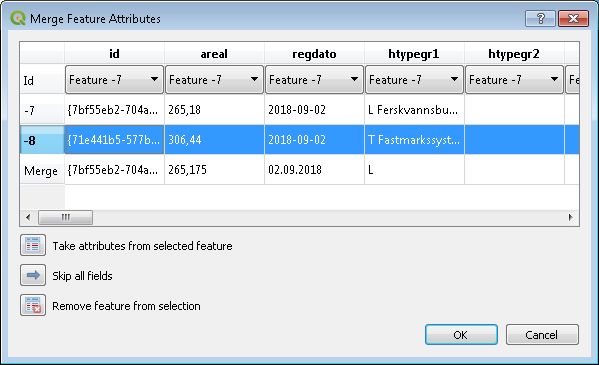 Merge Feature Attributes
id areal regdato htypegr1 htypegr2
Id Feature -7 Feature -7 Feature -7 Feature -7 Feature -7
-7 {7bf55eb2-704a... 265,18 2018-09-02 L Ferskvannsbu...
-8 {71e441b5-577b... 306,44 2018-09-02 T Fastmarkssyst...
Merge {7bf55eb2-704a... 265,175 02.09.2018 L
Take attributes from selected feature
Skip all fields
Remove feature from selection
OK Cancel